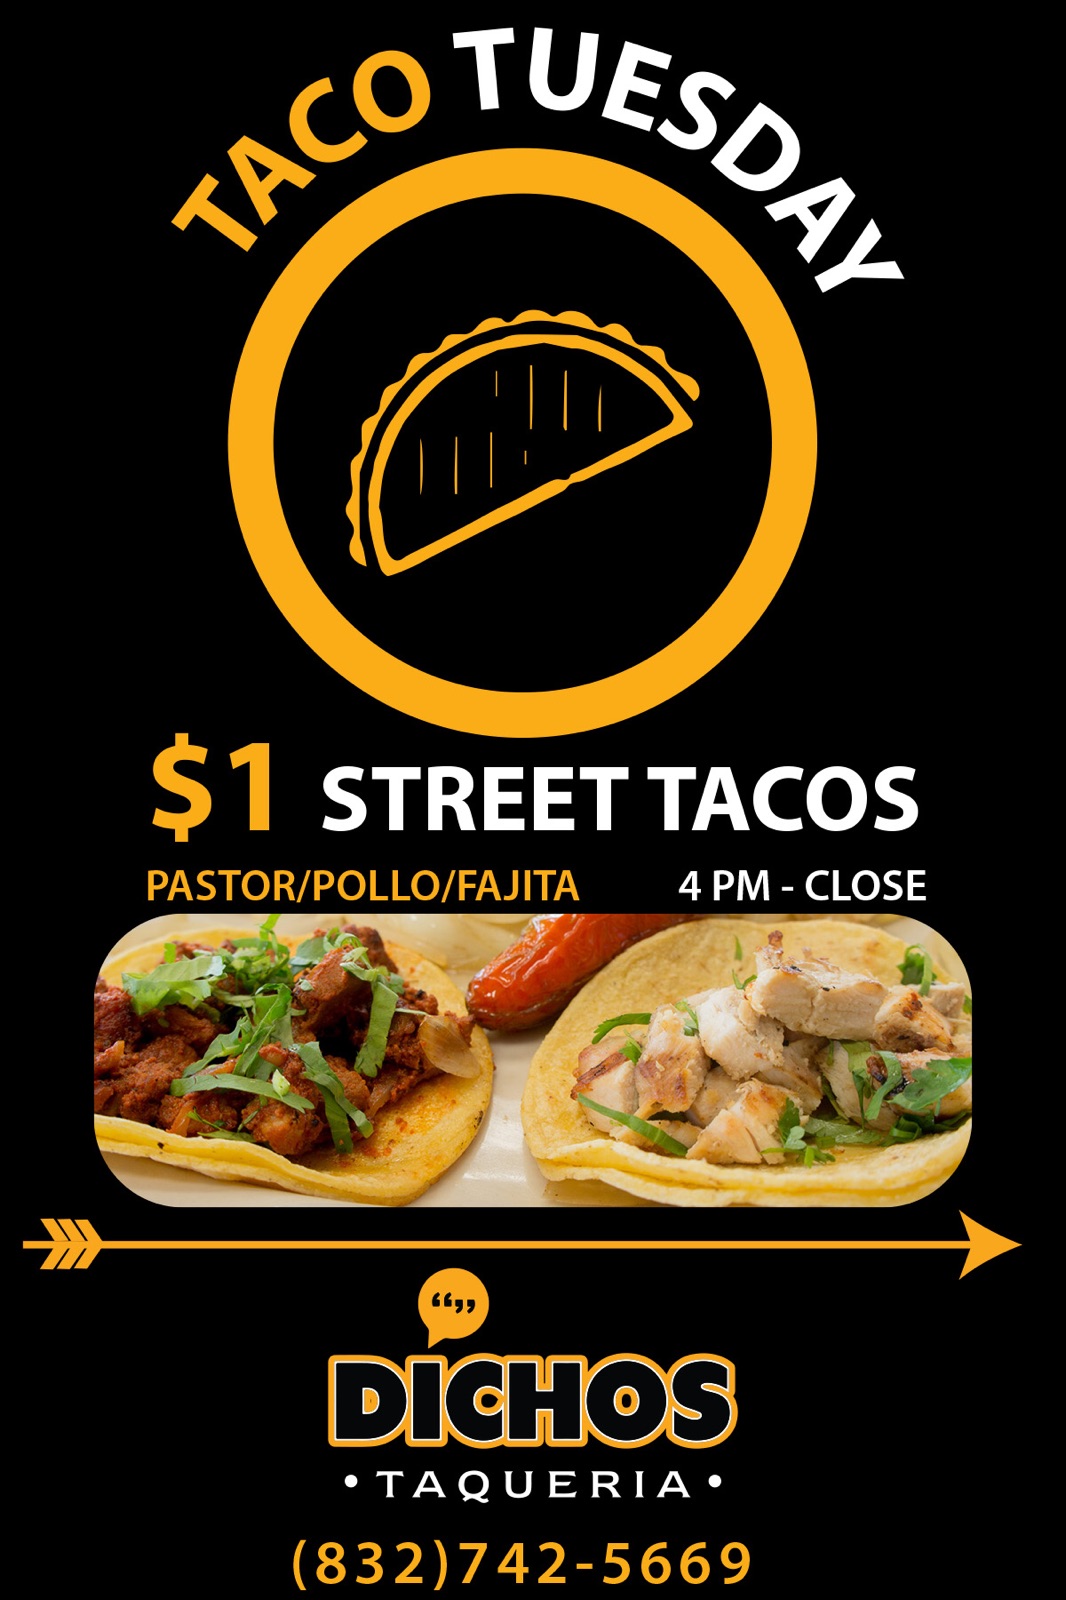 TACO TUESDAY
$1 STREET TACOS
PASTOR/POLLO/FAJITA 4 PM - CLOSE
“”
DICHOS
• TAQUERIA •
(832)742-5669